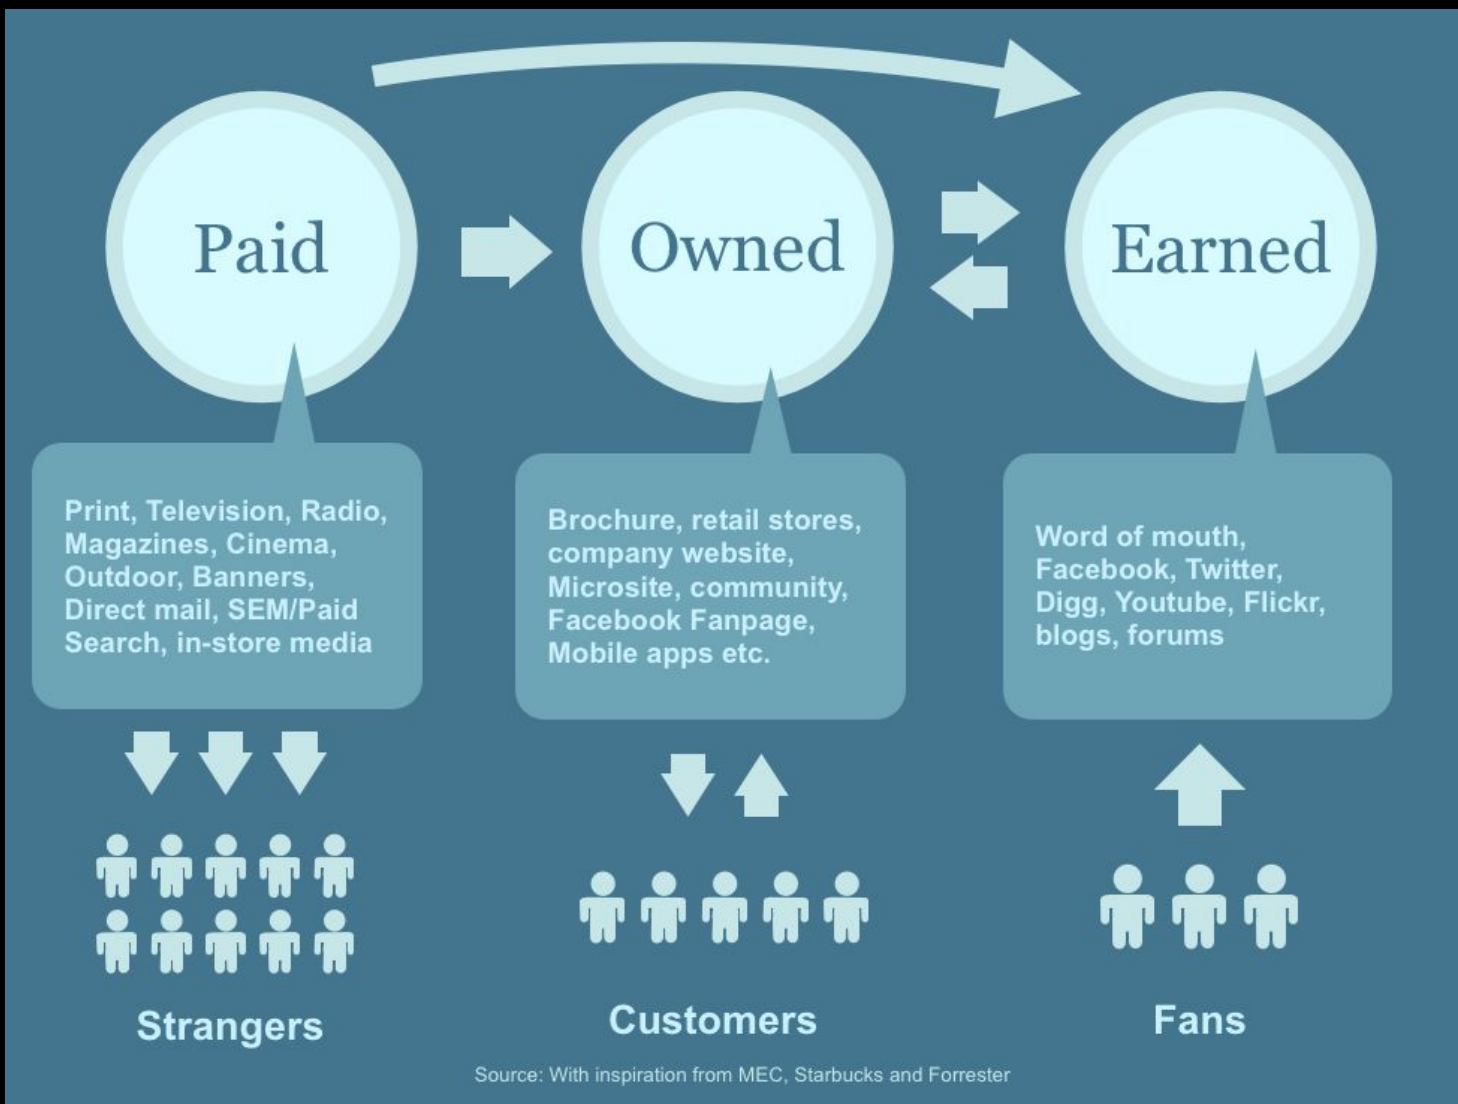 Paid
Owned
Earned
Print, Television, Radio,
Magazines, Cinema,
Outdoor, Banners,
Direct mail, SEM/Paid
Search, in-store media
Brochure, retail stores,
company website,
Microsite, community,
Facebook Fanpage,
Mobile apps etc.
Word of mouth,
Facebook, Twitter,
Digg, Youtube, Flickr,
blogs, forums
Strangers
Customers
Fans
Source: With inspiration from MEC, Starbucks and Forrester